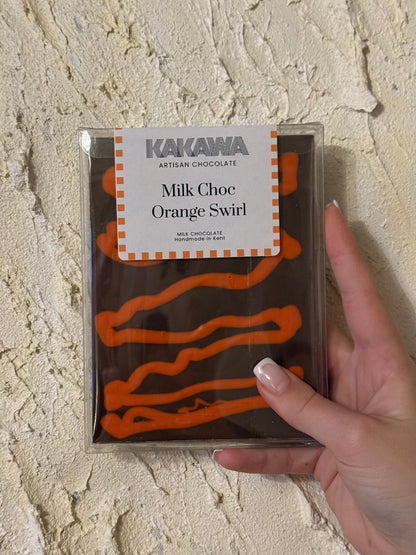 KAKAWA
ARTISAN CHOCOLATE
Milk Choc
Orange Swirl
MILK CHOCOLATE
Handmade in Kent